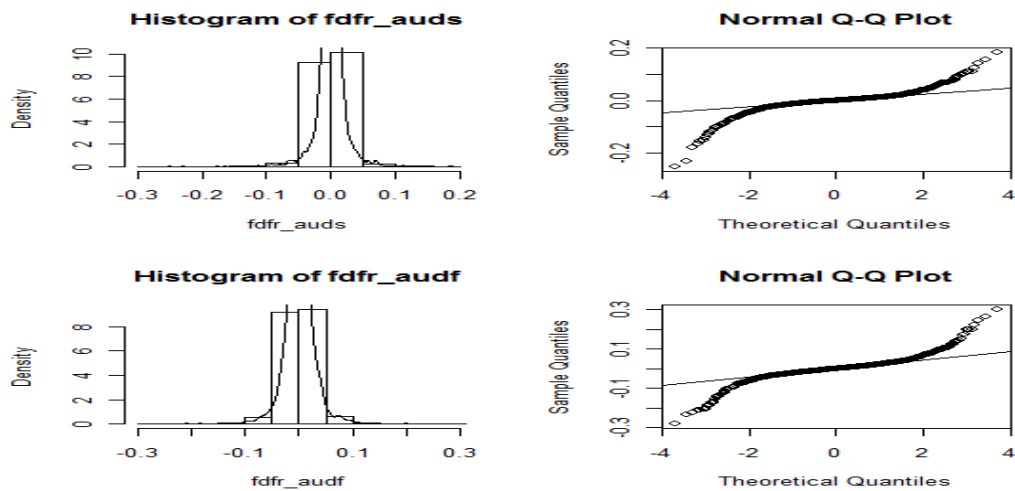 Histogram of fdfr_auds
Density
0 2 4 6 8 10
-0.3 -0.1 0.0 0.1 0.2
fdfr_auds
Normal Q-Q Plot
Sample Quantiles
-0.2 0.0 0.2
-4 -2 0 2 4
Theoretical Quantiles
Histogram of fdfr_audf
Density
0 2 4 6 8
-0.3 -0.1 0.1 0.3
fdfr_audf
Normal Q-Q Plot
Sample Quantiles
-0.3 -0.1 0.1 0.3
-4 -2 0 2 4
Theoretical Quantiles